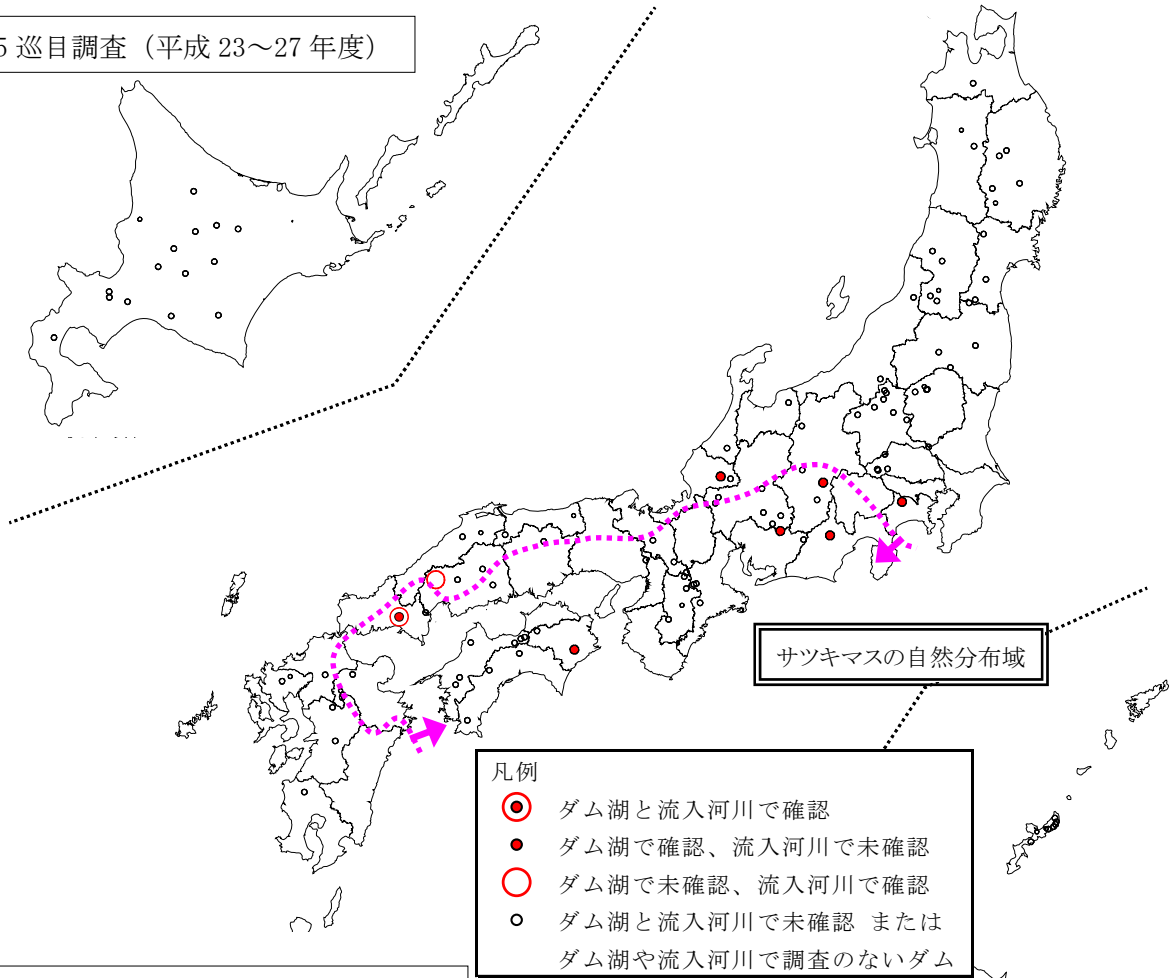 5 巡目調査（平成 23～27 年度）
サツキマスの自然分布域
凡例
ダム湖と流入河川で確認
ダム湖で確認、流入河川で未確認
ダム湖で未確認、流入河川で確認
ダム湖と流入河川で未確認 または
ダム湖や流入河川で調査のないダム